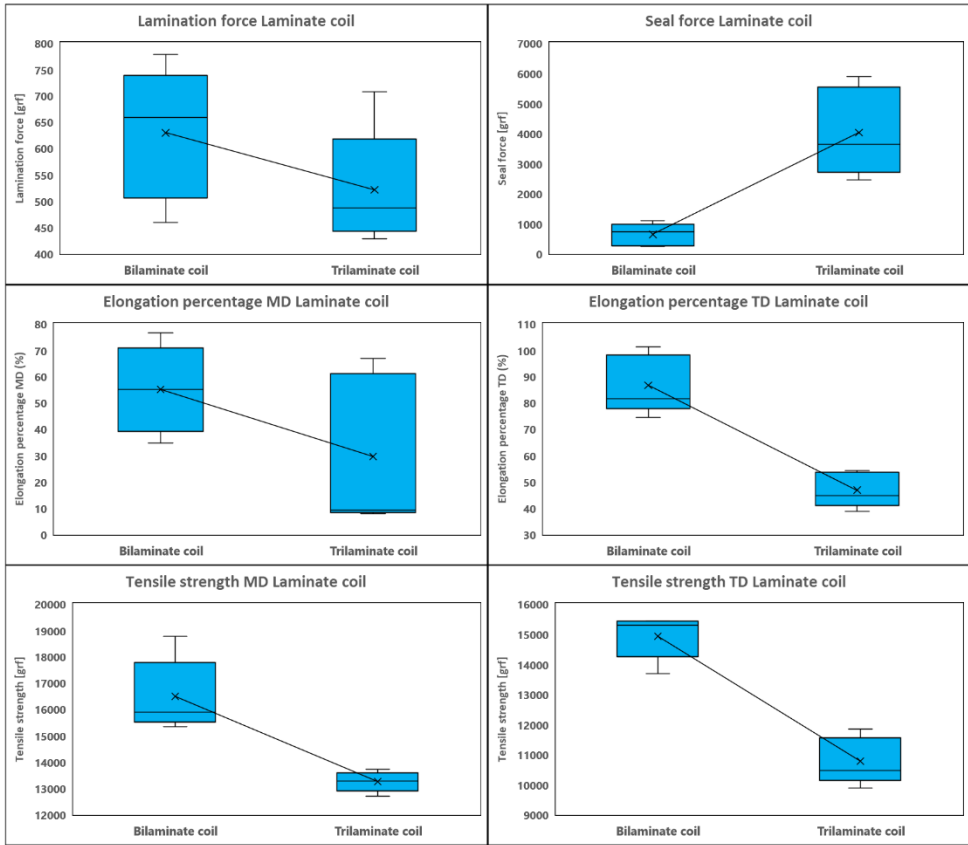 Lamination force Laminate coil
Lamination force [grf]
800
750
700
650
600
550
500
450
400
Bilaminate coil
Trilaminate coil
Seal force Laminate coil
Seal force [grf]
7000
6000
5000
4000
3000
2000
1000
0
Bilaminate coil
Trilaminate coil
Elongation percentage MD Laminate coil
Elongation percentage MD (%)
80
70
60
50
40
30
20
10
0
Bilaminate coil
Trilaminate coil
Elongation percentage TD Laminate coil
Elongation percentage TD (%)
110
100
90
80
70
60
50
40
30
Bilaminate coil
Trilaminate coil
Tensile strength MD Laminate coil
Tensile strength [grf]
20000
19000
18000
17000
16000
15000
14000
13000
12000
Bilaminate coil
Trilaminate coil
Tensile strength TD Laminate coil
Tensile strength [grf]
16000
15000
14000
13000
12000
11000
10000
9000
Bilaminate coil
Trilaminate coil